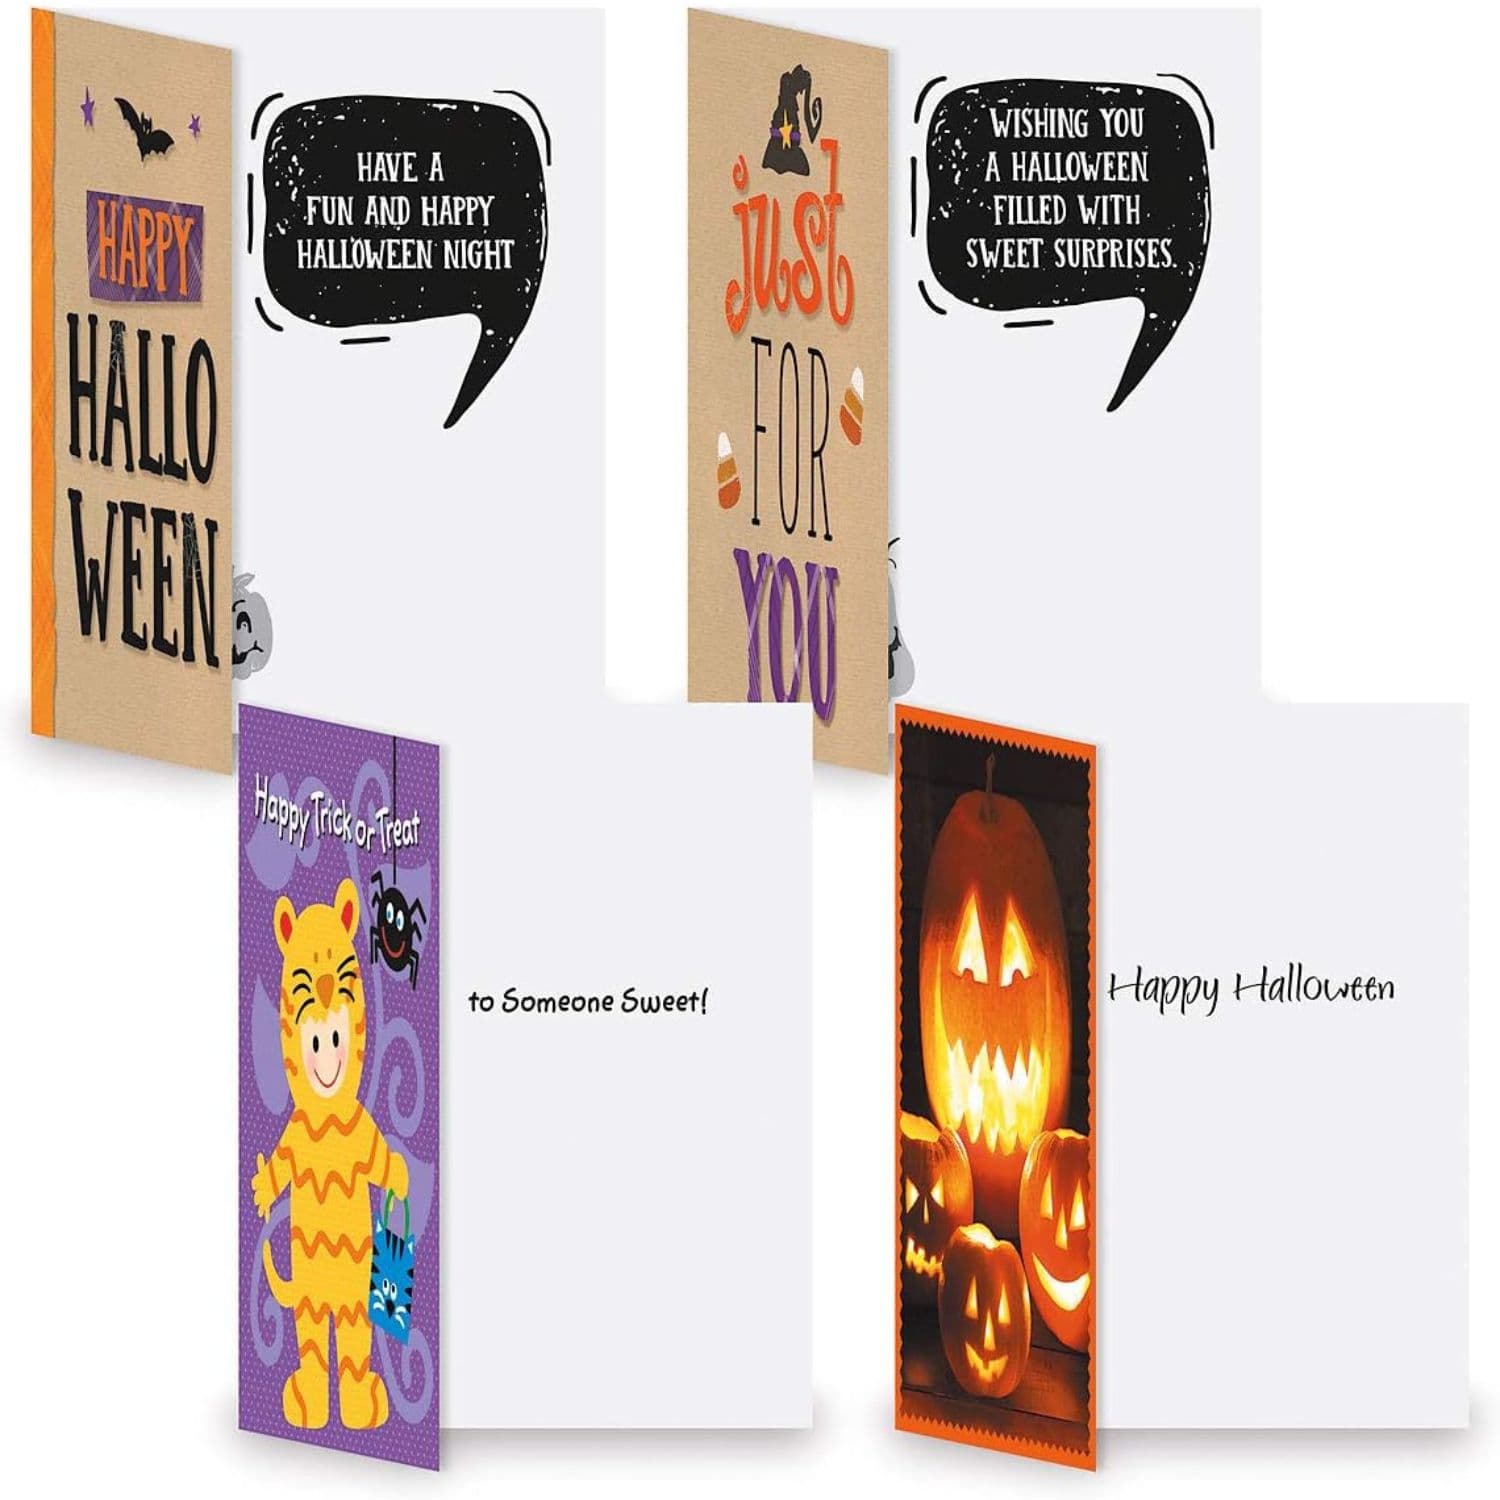 HAPPY
HALLO
WEEN
HAVE A
FUN AND HAPPY
HALLOWEEN NIGHT
just
FOR
YOU
WISHING YOU
A HALLOWEEN
FILLED WITH
SWEET SURPRISES.
Happy Trick or Treat
to Someone Sweet!
Happy Halloween